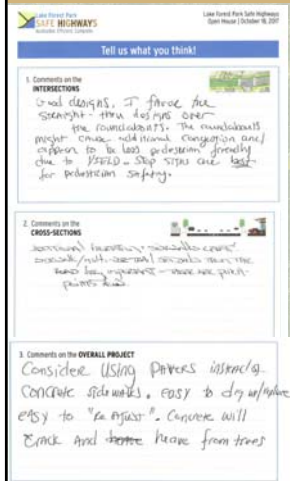 Lake Forest Park
SAFE HIGHWAYS
Accessible, Efficient, Complete
Lake Forest Park Safe Highways
Open House | October 18, 2017
Tell us what you think!
1. Comments on the
INTERSECTIONS
Good designs. I favor the
straight-thru designs over
the roundabouts. The roundabouts
might cause additional congestion and
appear to be less pedestrian friendly
due to YIELD. Stop signs are best
for pedestrian safety.
2. Comments on the
CROSS-SECTIONS
3. Comments on the OVERALL PROJECT
Consider Using PAVERS instead of
Concrete sidewalks. easy to dig up/replace
easy to "Re Ajust". Concrete will
Crack And heave from trees